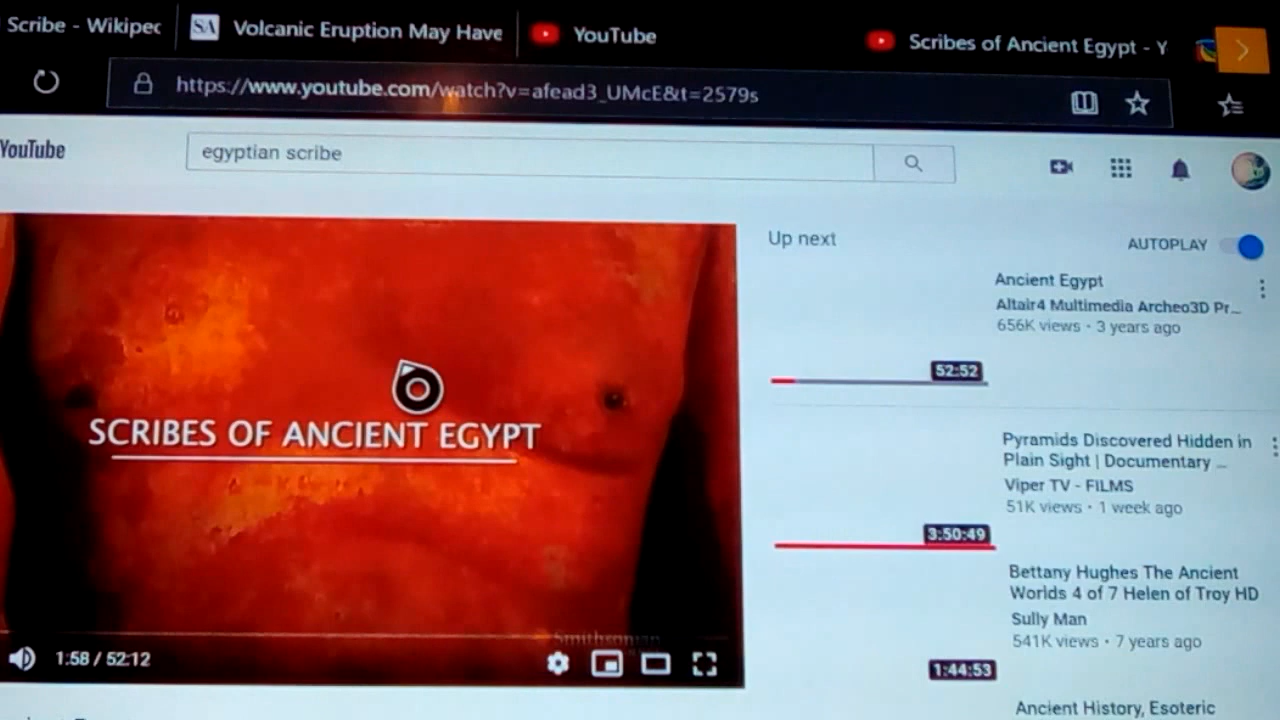 Scribe - Wikipec
SA
Volcanic Eruption May Have
YouTube
Scribes of Ancient Egypt - Y
https://www.youtube.com/watch?v=afead3_UMcE&t=2579s
YouTube
egyptian scribe
SCRIBES OF ANCIENT EGYPT
Smithsonian
1:58 / 52:12
Up next
AUTOPLAY
Ancient Egypt
Altair4 Multimedia Archeo3D Pr...
656K views · 3 years ago
52:52
Pyramids Discovered Hidden in
Plain Sight | Documentary ...
Viper TV - FILMS
51K views · 1 week ago
3:50:49
Bettany Hughes The Ancient
Worlds 4 of 7 Helen of Troy HD
Sully Man
541K views · 7 years ago
1:44:53
Ancient History, Esoteric